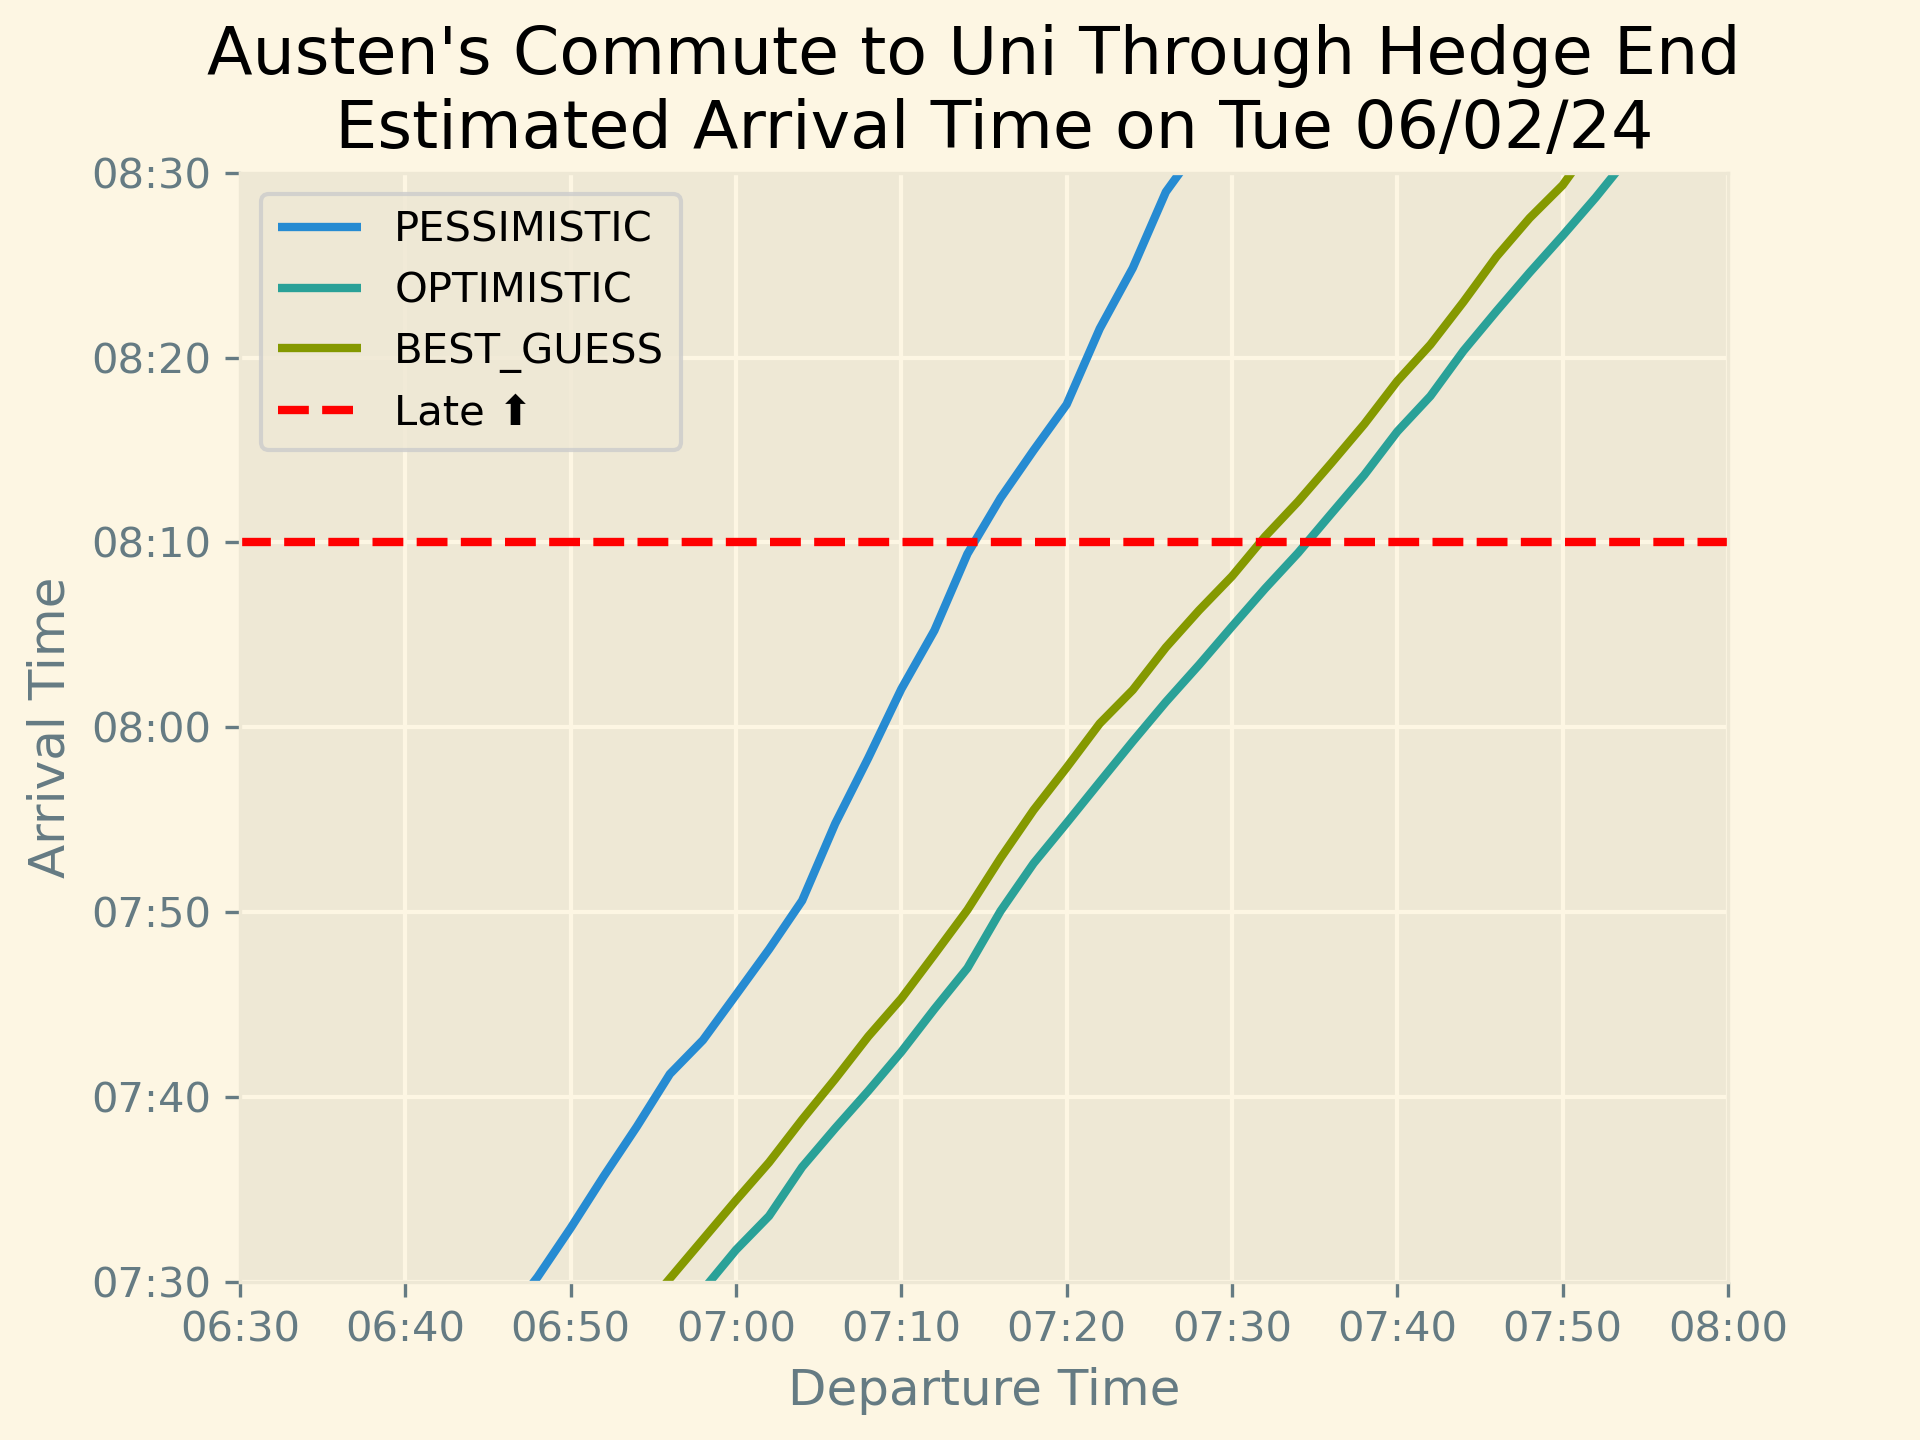 Austen's Commute to Uni Through Hedge End
Estimated Arrival Time on Tue 06/02/24
PESSIMISTIC
OPTIMISTIC
BEST_GUESS
Late ⬆
08:30
08:20
08:10
08:00
07:50
07:40
07:30
Arrival Time
06:30 06:40 06:50 07:00 07:10 07:20 07:30 07:40 07:50 08:00
Departure Time